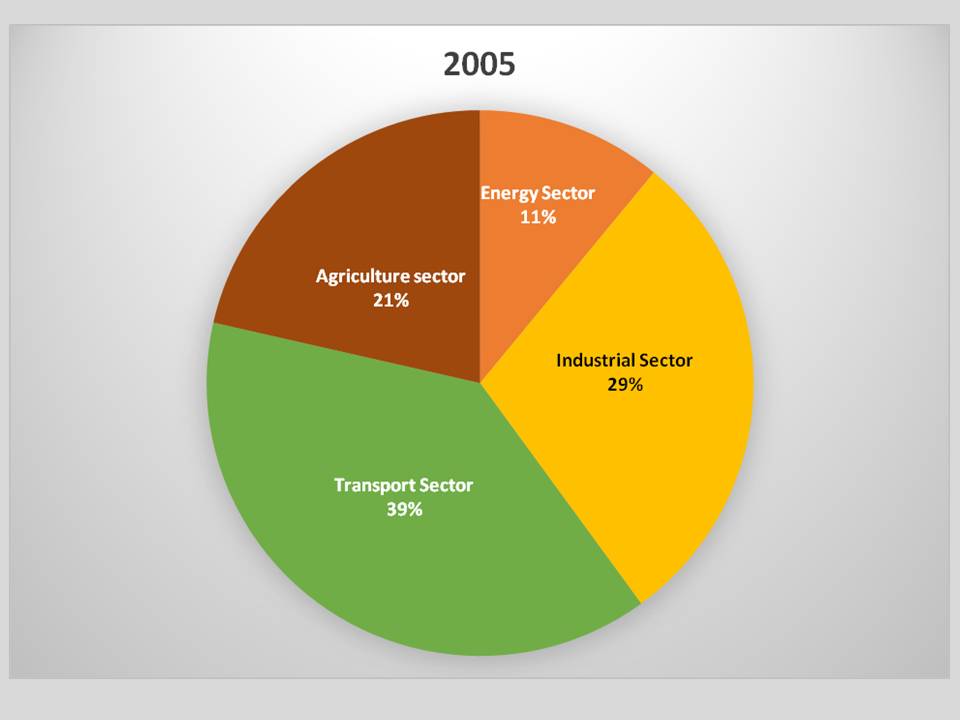 2005
Energy Sector
11%
Agriculture sector
21%
Industrial Sector
29%
Transport Sector
39%